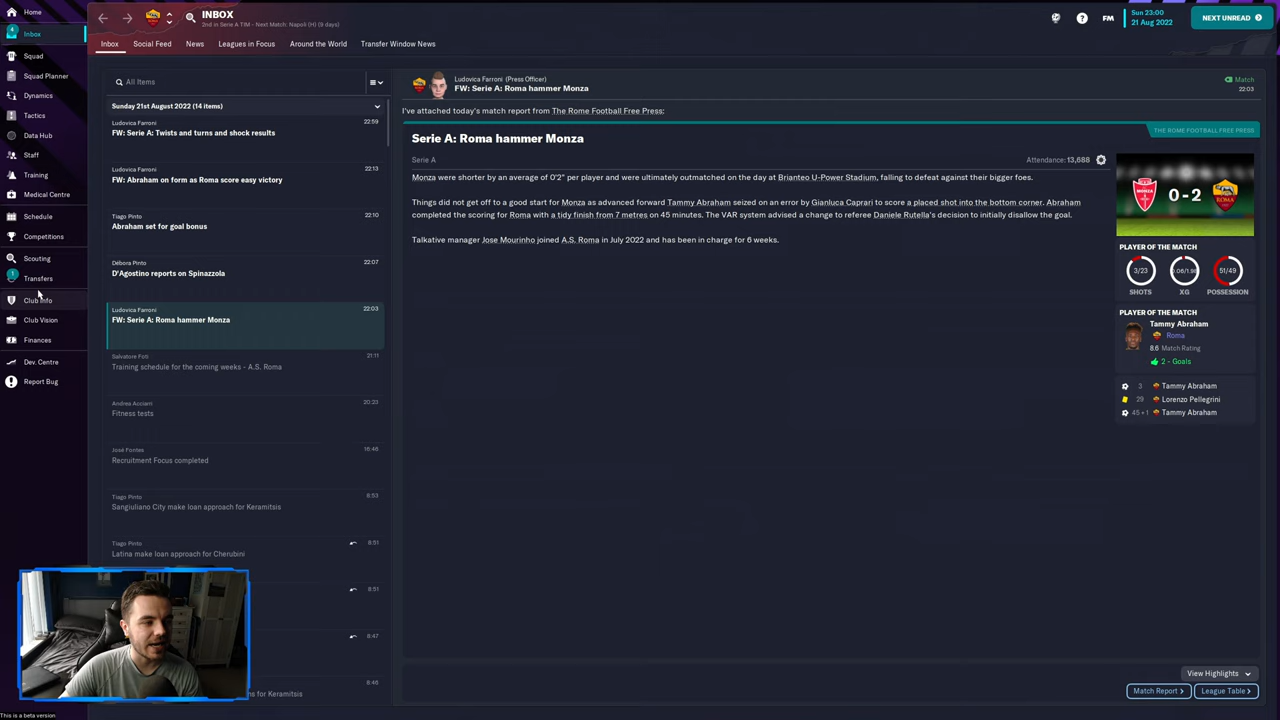 Home
INBOX
2nd in Serie A TIM - Next Match: Napoli (H) (8 days)
FM
Sun 23:00
21 Aug 2022
NEXT UNREAD
4
Inbox
Squad
Squad Planner
Dynamics
Tactics
Data Hub
Staff
Training
Medical Centre
Schedule
Competitions
Scouting
1
Transfers
Club Info
Club Vision
Finances
Dev. Centre
Report Bug
Inbox
Social Feed
News
Leagues in Focus
Around the World
Transfer Window News
All Items
Sunday 21st August 2022 (14 items)
Ludovica Farroni
22:59
FW: Serie A: Twists and turns and shock results
Ludovica Farroni
22:13
FW: Abraham on form as Roma score easy victory
Tiago Pinto
22:10
Abraham set for goal bonus
Débora Pinto
22:07
D'Agostino reports on Spinazzola
Ludovica Farroni
22:03
FW: Serie A: Roma hammer Monza
Salvatore Foti
21:11
Training schedule for the coming weeks - A.S. Roma
Andrea Acciani
20:23
Fitness tests
José Fontes
16:46
Recruitment Focus completed
Tiago Pinto
8:53
Sangiuliano City make loan approach for Keramitsis
Tiago Pinto
8:51
Latina make loan approach for Cherubini
8:51
8:47
8:46
ns for Keramitsis
Ludovica Farroni (Press Officer)
FW: Serie A: Roma hammer Monza
Match
22:03
I've attached today's match report from The Rome Football Free Press:
THE ROME FOOTBALL FREE PRESS
Serie A: Roma hammer Monza
Serie A
Attendance: 13,688
Monza were shorter by an average of 0'2" per player and were ultimately outmatched on the day at Brianteo U-Power Stadium, falling to defeat against their bigger foes.
Things did not get off to a good start for Monza as advanced forward Tammy Abraham seized on an error by Gianluca Caprari to score a placed shot into the bottom corner. Abraham
completed the scoring for Roma with a tidy finish from 7 metres on 45 minutes. The VAR system advised a change to referee Daniele Rutella's decision to initially disallow the goal.
Talkative manager Jose Mourinho joined A.S. Roma in July 2022 and has been in charge for 6 weeks.
0 - 2
PLAYER OF THE MATCH
3/23
51/49
SHOTS
XG
POSSESSION
PLAYER OF THE MATCH
Tammy Abraham
Roma
8.6 Match Rating
2 - Goals
3 Tammy Abraham
29 Lorenzo Pellegrini
45 + 1 Tammy Abraham
View Highlights
Match Report
League Table
This is a beta version